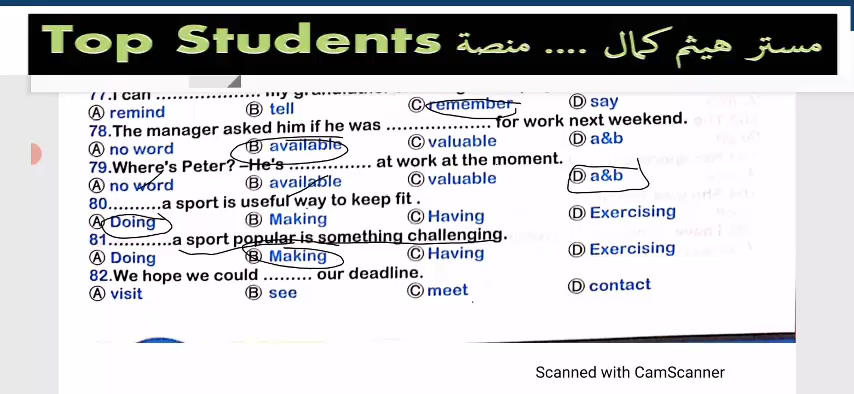 Top Students مستر هيثم كمال .... منصة
77.I can ..................
Ⓐ remind Ⓑ tell Ⓒ remember Ⓓ say
78.The manager asked him if he was .................... for work next weekend.
Ⓐ no word Ⓑ available Ⓒ valuable Ⓓ a&b
79.Where's Peter? –He's ............... at work at the moment.
Ⓐ no word Ⓑ available Ⓒ valuable Ⓓ a&b
80..........a sport is useful way to keep fit .
Ⓐ Doing Ⓑ Making Ⓒ Having Ⓓ Exercising
81............a sport popular is something challenging.
Ⓐ Doing Ⓑ Making Ⓒ Having Ⓓ Exercising
82.We hope we could ......... our deadline.
Ⓐ visit Ⓑ see Ⓒ meet Ⓓ contact
Scanned with CamScanner